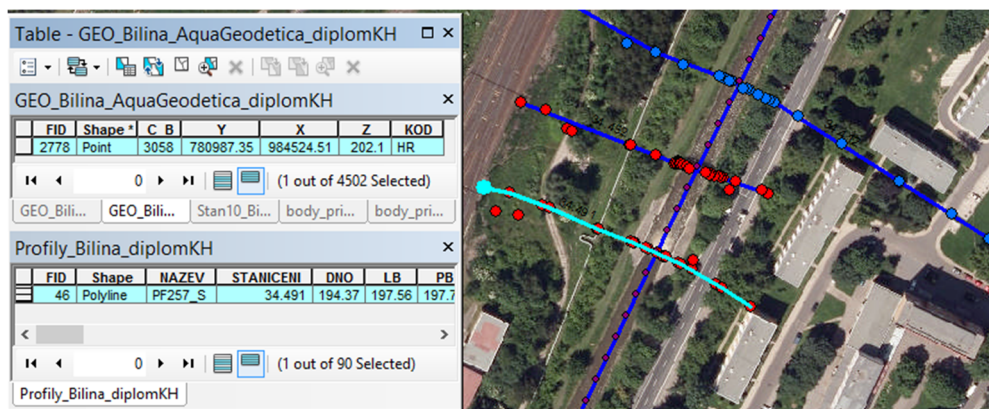 Table - GEO_Bilina_AquaGeodetica_diplomKH
GEO_Bilina_AquaGeodetica_diplomKH
FID Shape * C_B Y X Z KOD
2778 Point 3058 780987.35 984524.51 202.1 HR
0 (1 out of 4502 Selected)
GEO_Bili... GEO_Bili... Stan10_Bi... body_pri... body_pri...
Profily_Bilina_diplomKH
FID Shape NAZEV STANICENI DNO LB PB
46 Polyline PF257_S 34.491 194.37 197.56 197.7
0 (1 out of 90 Selected)
Profily_Bilina_diplomKH